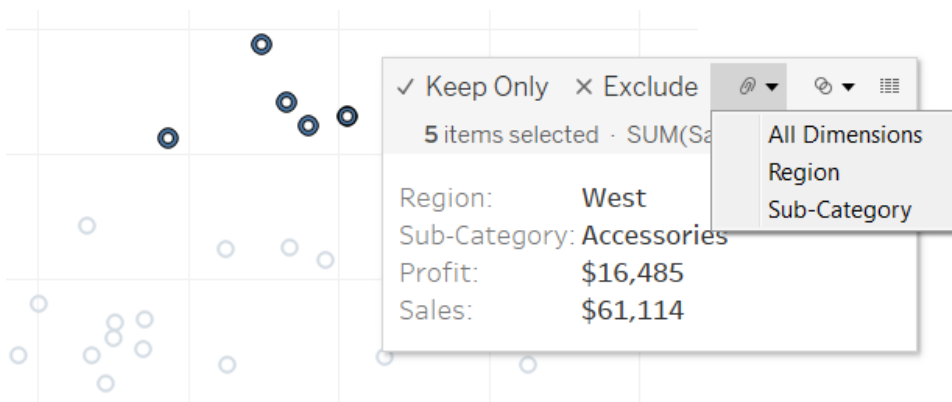 Keep Only Exclude
5 items selected · SUM(Sa
All Dimensions
Region
Sub-Category
Region: West
Sub-Category: Accessories
Profit: $16,485
Sales: $61,114